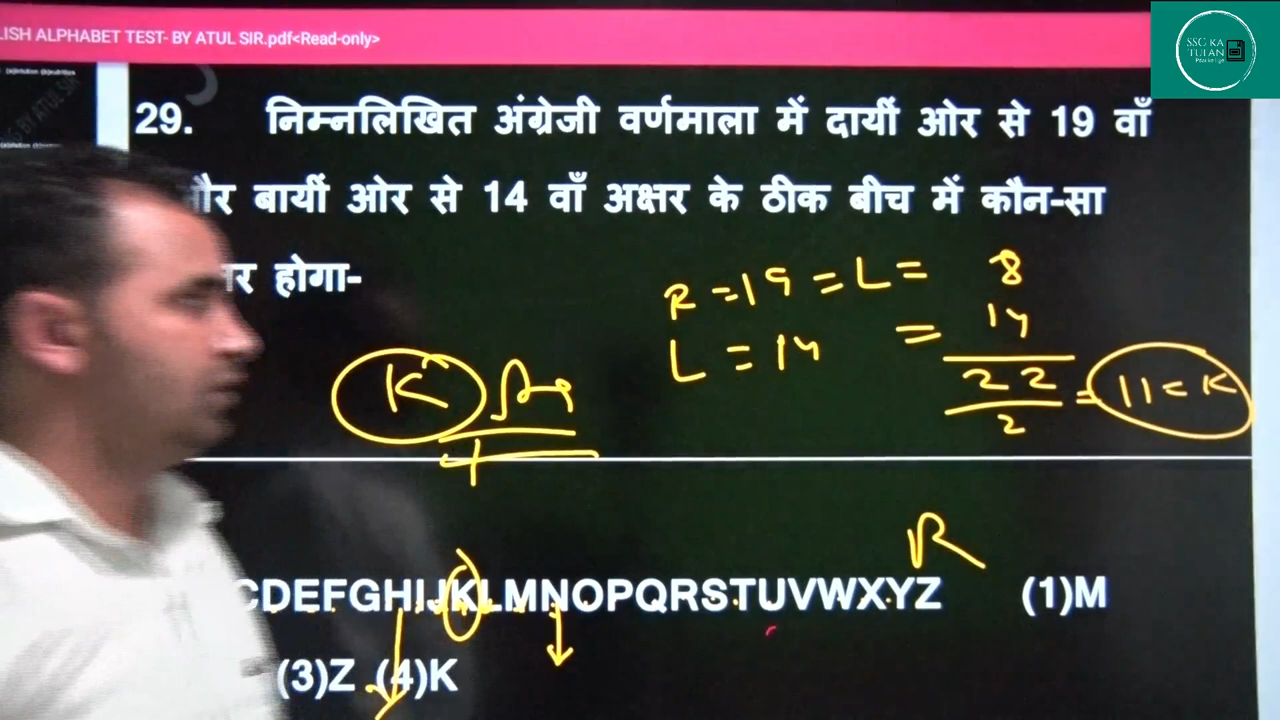 LISH ALPHABET TEST- BY ATUL SIR.pdf<Read-only>
SSC KA
TUFAN
29. निम्नलिखित अंग्रेजी वर्णमाला में दायीं ओर से 19 वाँ
और बायीं ओर से 14 वाँ अक्षर के ठीक बीच में कौन-सा
होगा-
R = 19 = L = 8
L = 14 = 14
22
2
= 11 = K
K
R
CDEFGHIJKLMNOPQRSTUVWXYZ (1)M
(3)Z (4)K